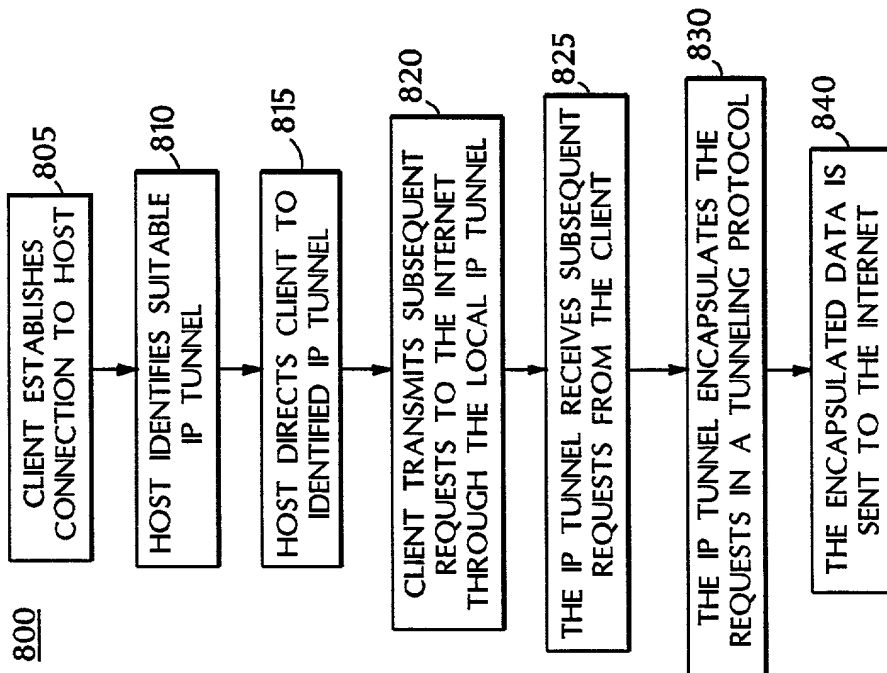 800
805
CLIENT ESTABLISHES
CONNECTION TO HOST
810
HOST IDENTIFIES SUITABLE
IP TUNNEL
815
HOST DIRECTS CLIENT TO
IDENTIFIED IP TUNNEL
820
CLIENT TRANSMITS SUBSEQUENT
REQUESTS TO THE INTERNET
THROUGH THE LOCAL IP TUNNEL
825
THE IP TUNNEL RECEIVES SUBSEQUENT
REQUESTS FROM THE CLIENT
830
THE IP TUNNEL ENCAPSULATES THE
REQUESTS IN A TUNNELING PROTOCOL
840
THE ENCAPSULATED DATA IS
SENT TO THE INTERNET